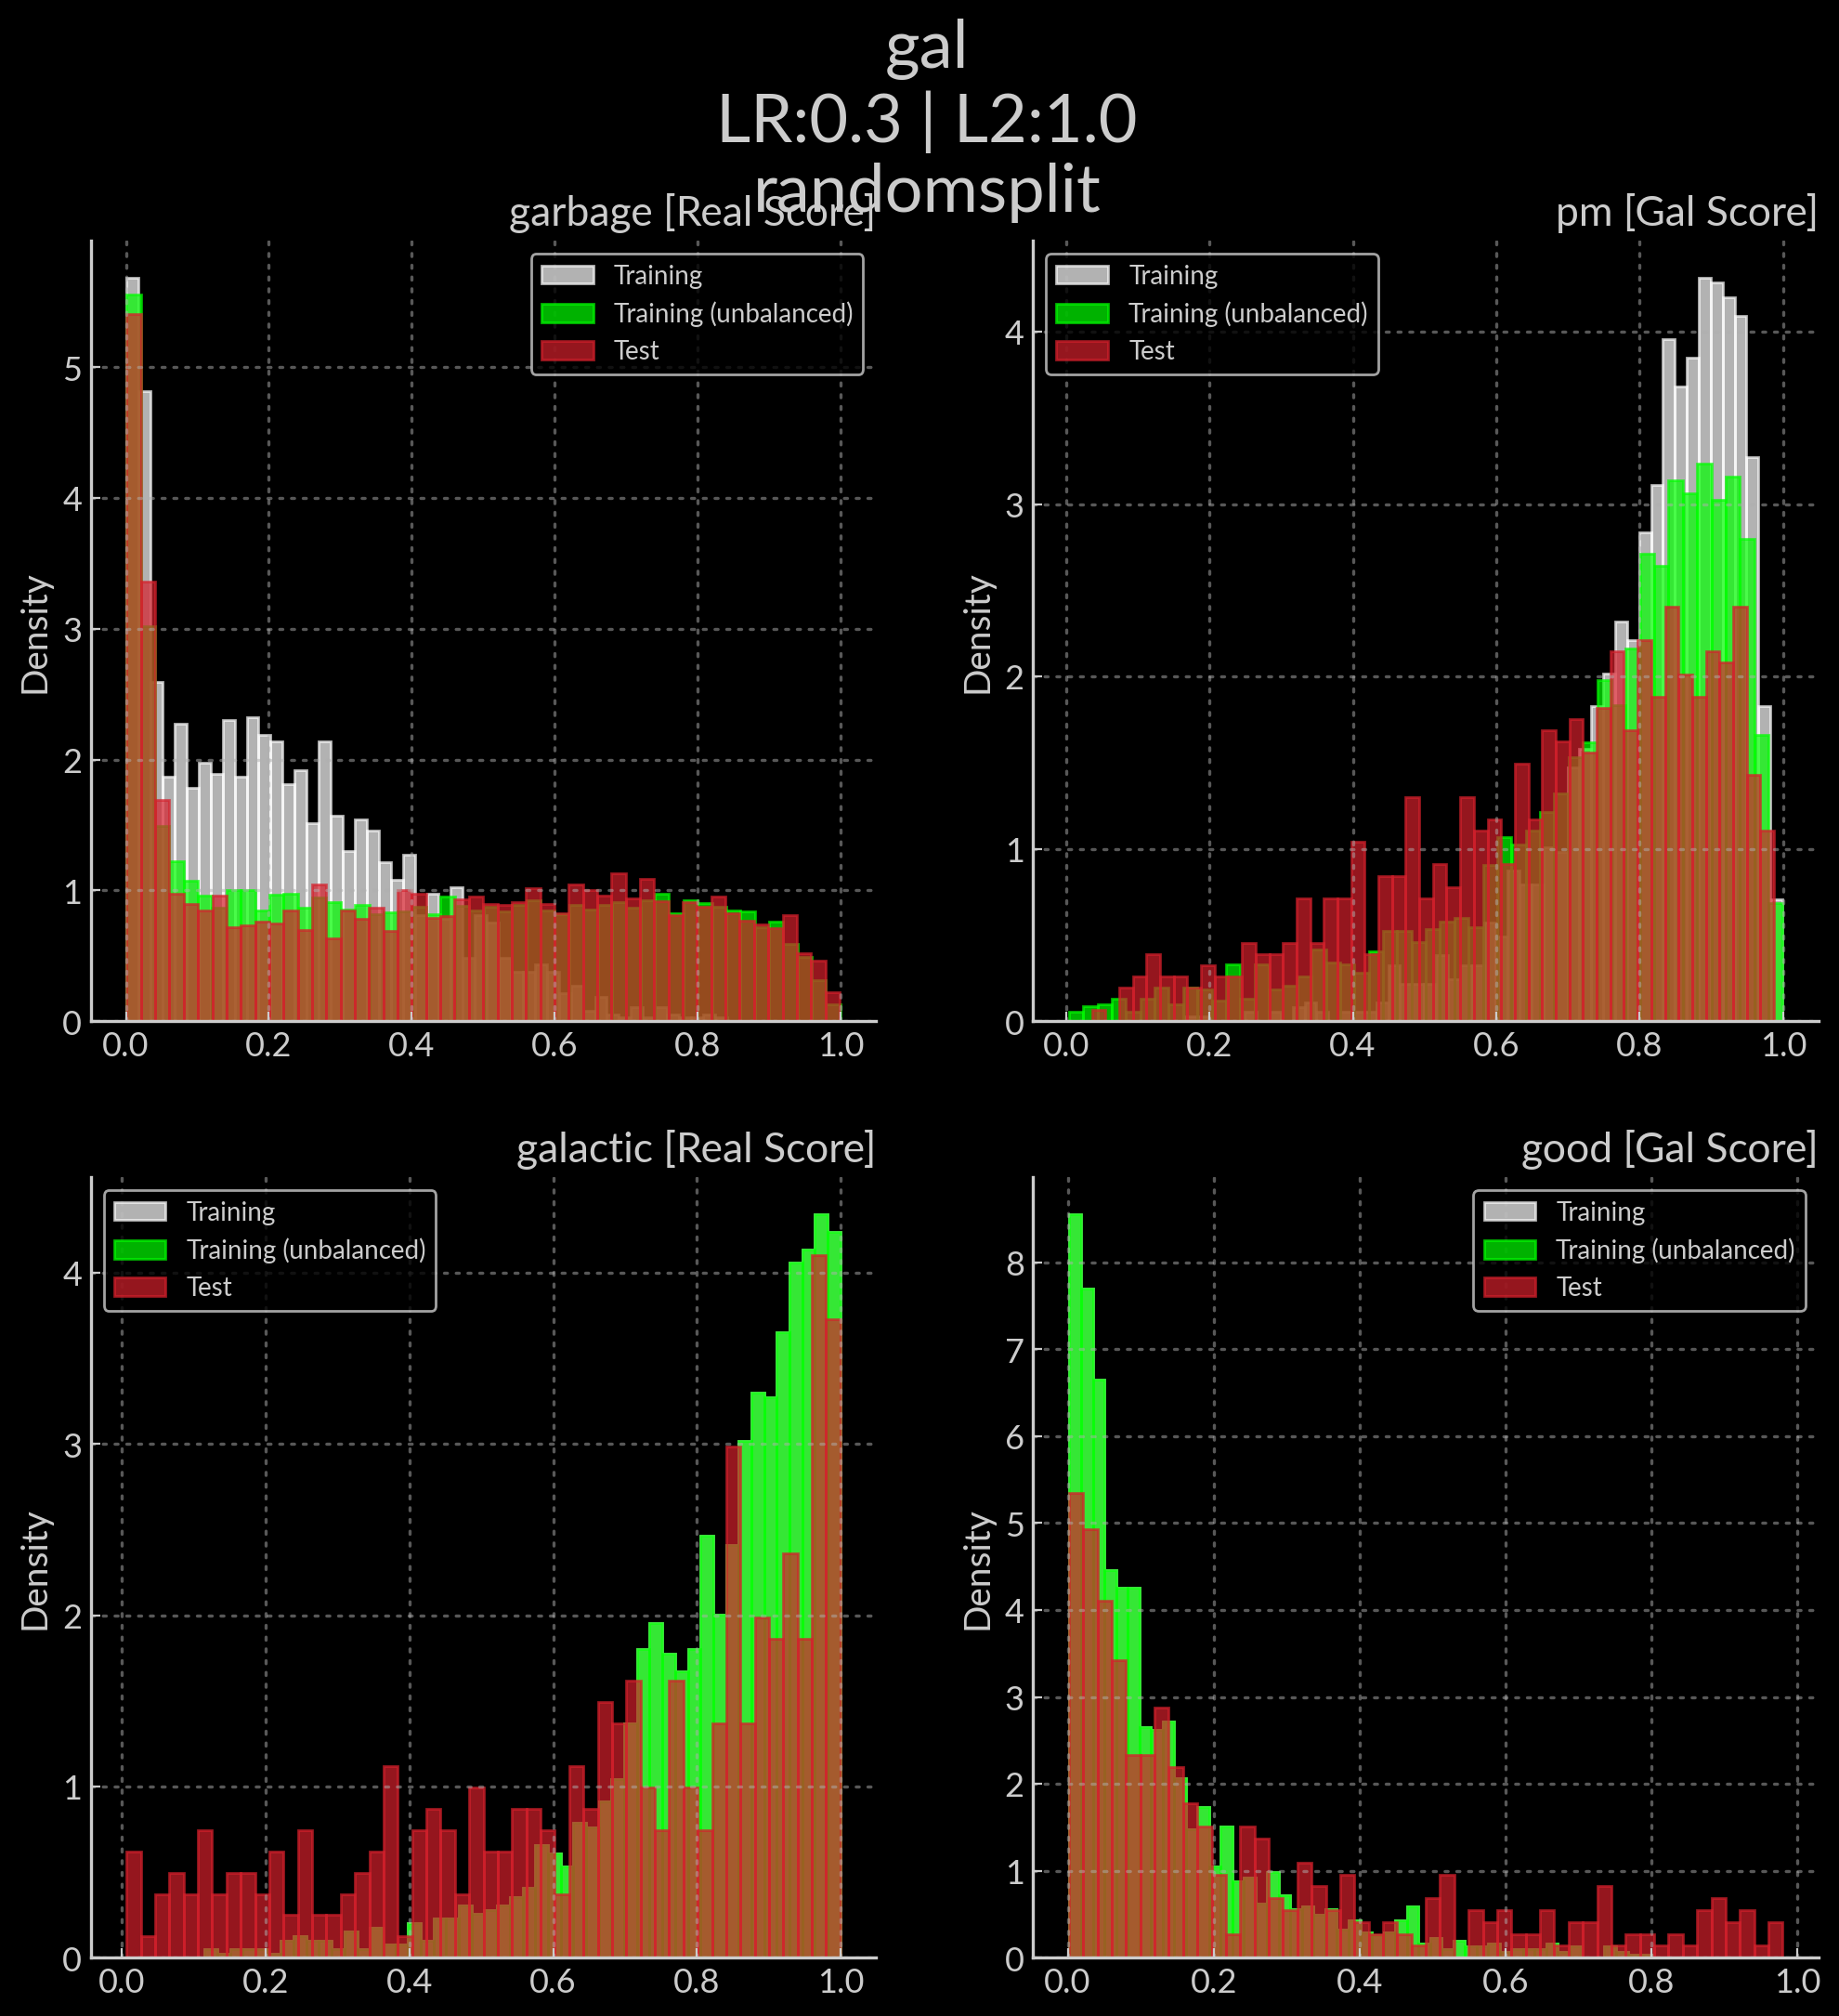 gal
LR:0.3 | L2:1.0
randomsplit
garbage [Real Score]
Training
Training (unbalanced)
Test
Density
5
4
3
2
1
0
0.0 0.2 0.4 0.6 0.8 1.0
pm [Gal Score]
Training
Training (unbalanced)
Test
Density
4
3
2
1
0
0.0 0.2 0.4 0.6 0.8 1.0
galactic [Real Score]
Training
Training (unbalanced)
Test
Density
4
3
2
1
0
0.0 0.2 0.4 0.6 0.8 1.0
good [Gal Score]
Training
Training (unbalanced)
Test
Density
8
7
6
5
4
3
2
1
0
0.0 0.2 0.4 0.6 0.8 1.0